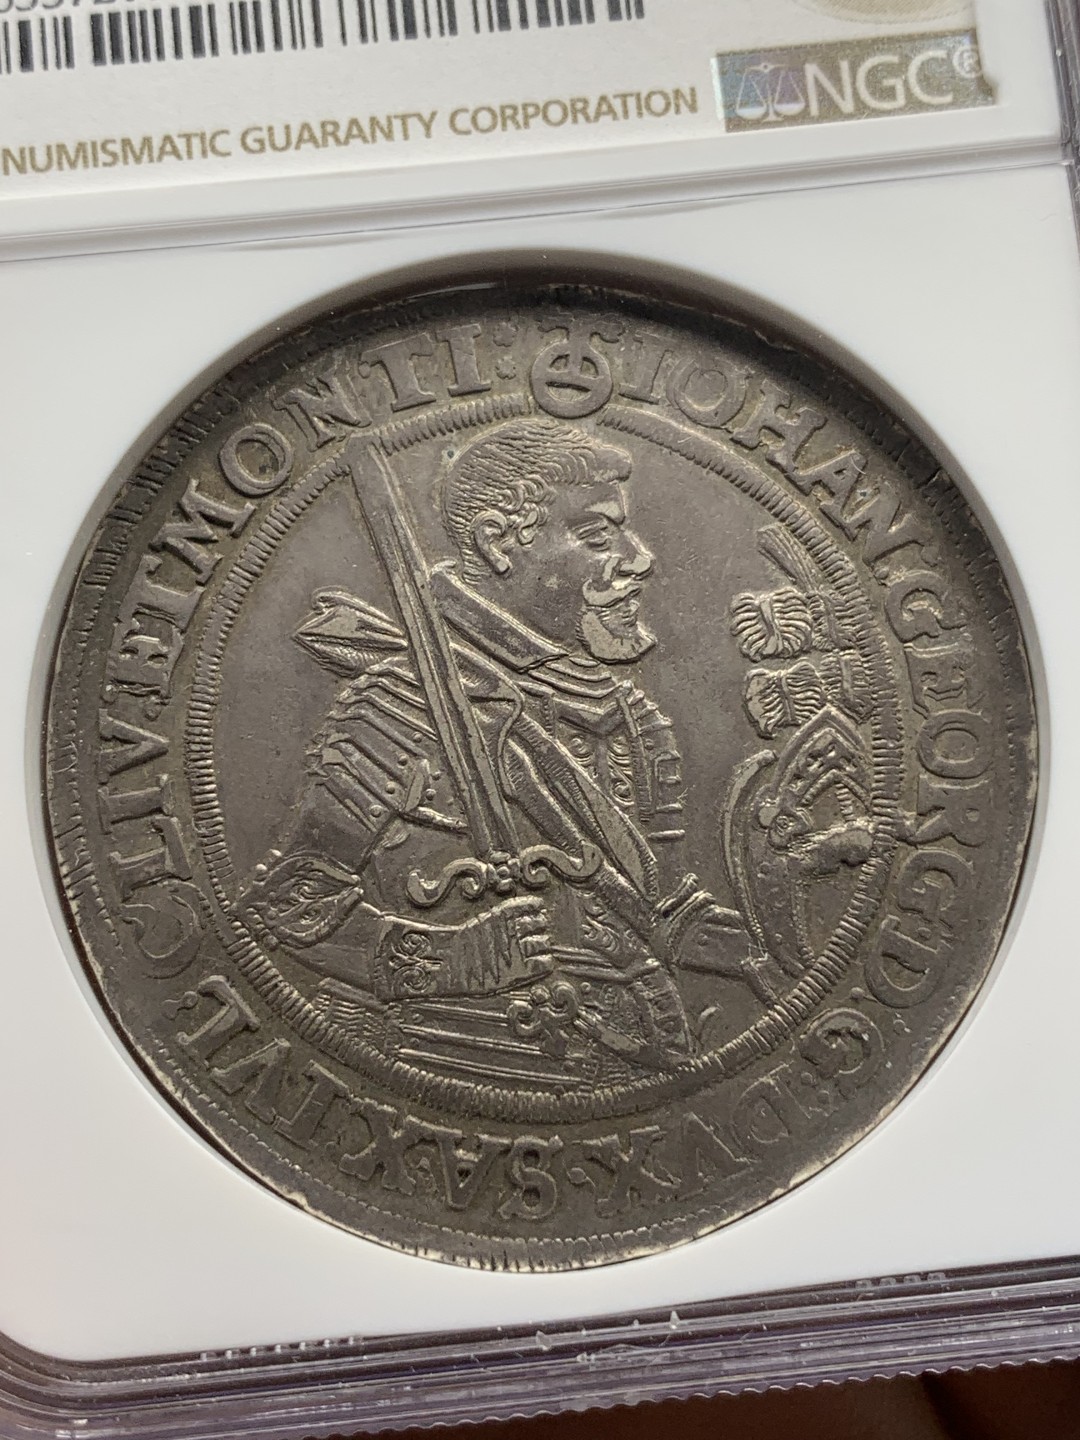 NUMISMATIC GUARANTY CORPORATION
NGC®
IOHAN:GEORG:D:G:DVX:SAX:IVL:CLIV:ET:MONTI: